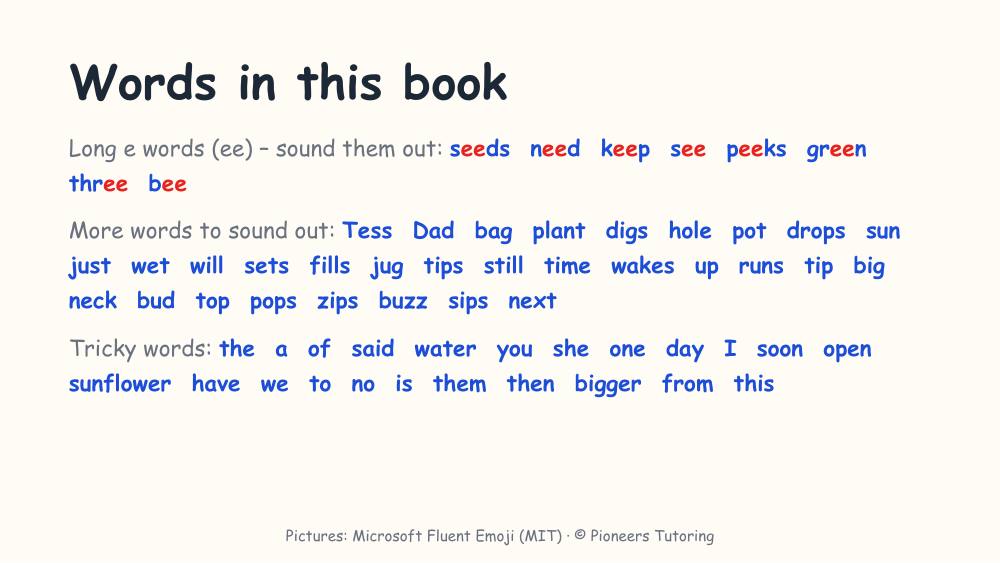 Words in this book
Long e words (ee) – sound them out: seeds need keep see peeks green
three bee
More words to sound out: Tess Dad bag plant digs hole pot drops sun
just wet will sets fills jug tips still time wakes up runs tip big
neck bud top pops zips buzz sips next
Tricky words: the a of said water you she one day I soon open
sunflower have we to no is them then bigger from this
Pictures: Microsoft Fluent Emoji (MIT) · © Pioneers Tutoring